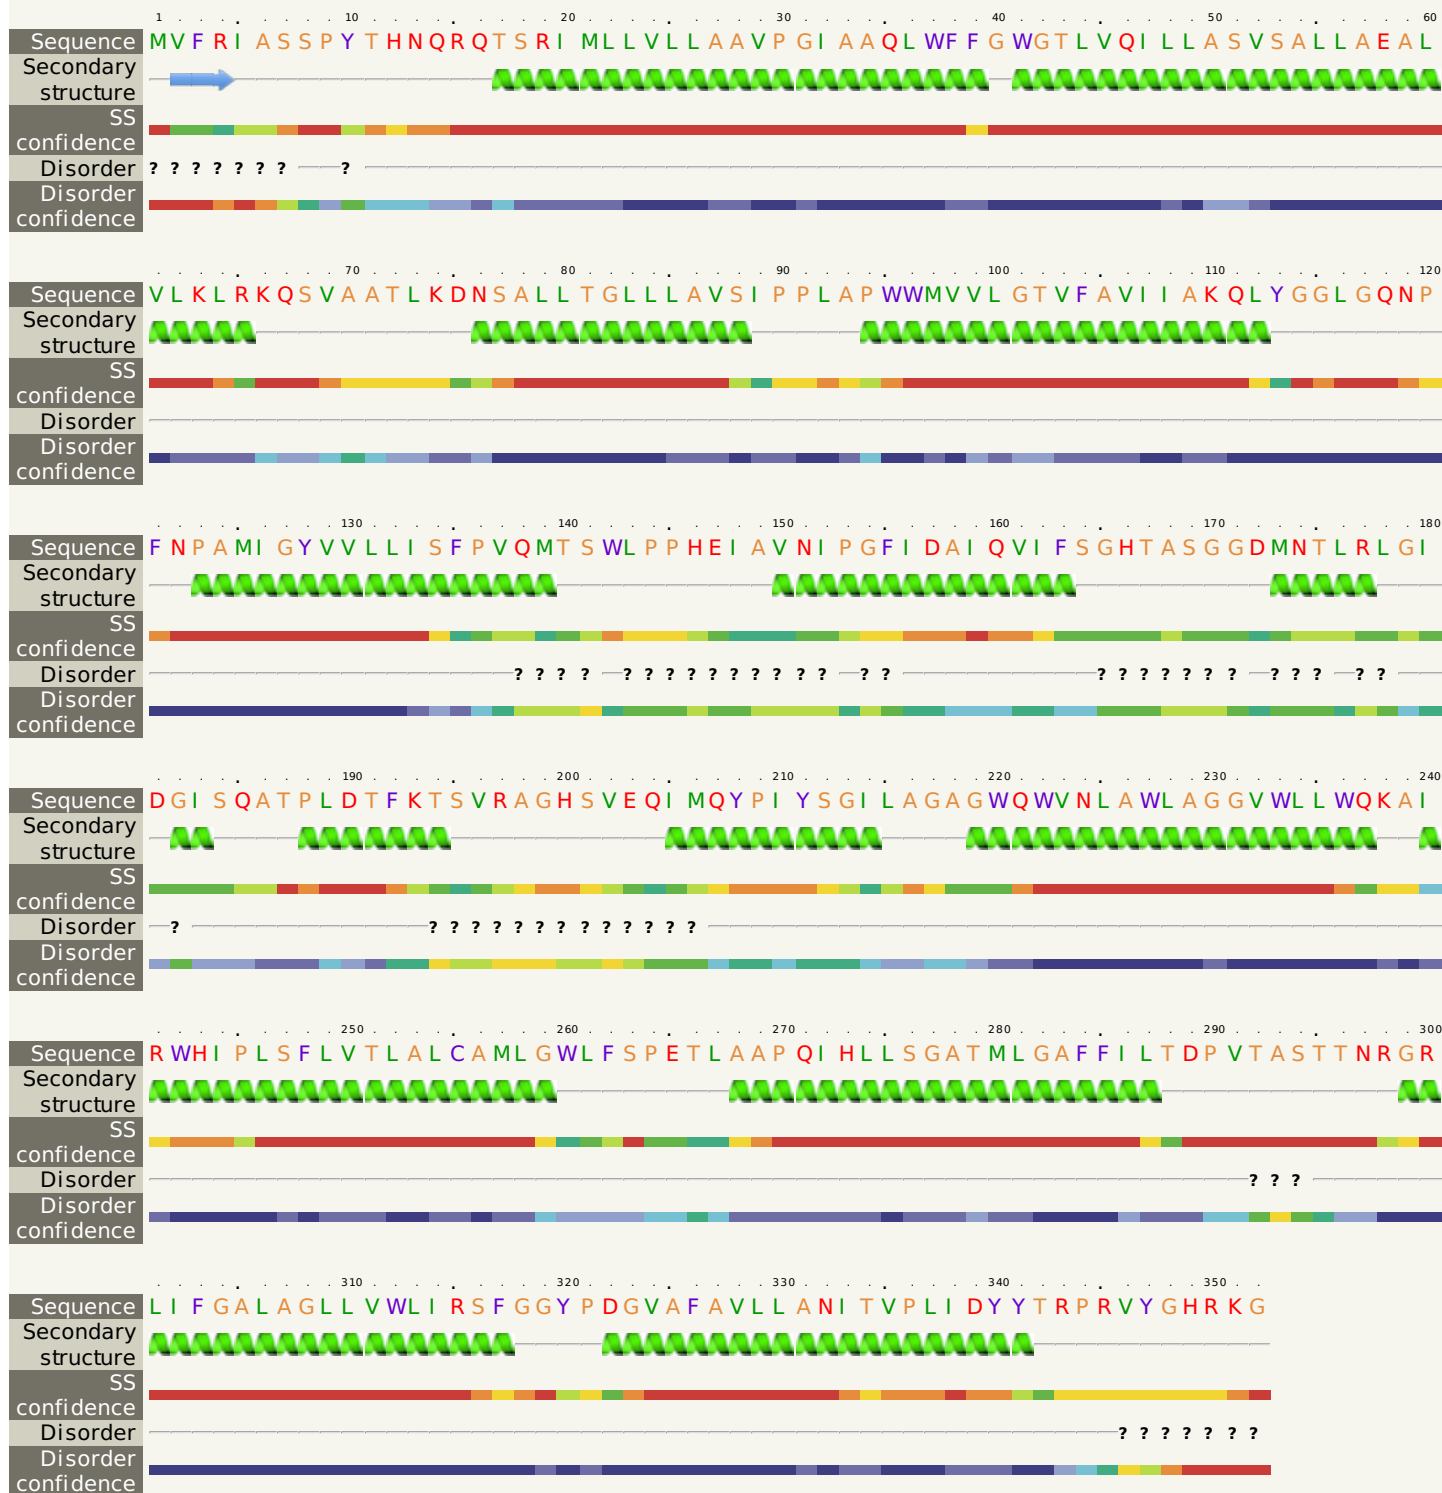 1 10 20 30 40 50 60
Sequence MVFRIASSPYTHNQRQTSRIMLLVLLAAVPGIAAQLWFFGWGTLVQILLASVSALLAEAL
Secondary
structure
SS
confidence
Disorder ? ? ? ? ? ? ? ?
Disorder
confidence
70 80 90 100 110 120
Sequence VLKLRKQSVAATLKDNSALLTGLLLAVSIPPLAPWWMVVLGTVFAVIIAKQLYGGLGQNP
Secondary
structure
SS
confidence
Disorder
Disorder
confidence
130 140 150 160 170 180
Sequence FNPAMIGYVVLLISFPVQMTSWLPPHEIAVNIPGFIDAIQVIFSGHTASGGDMNTLRLGI
Secondary
structure
SS
confidence
Disorder ? ? ? ? ? ? ? ? ? ? ? ? ? ? ? ? ? ? ? ? ? ? ? ? ? ? ? ?
Disorder
confidence
190 200 210 220 230 240
Sequence DGISQATPLDTFKTSVRAGHSVEQIMQYPIYSGILAGAGWQWVNLAWLAGGVWLLWQKAI
Secondary
structure
SS
confidence
Disorder ? ? ? ? ? ? ? ? ? ? ? ? ? ?
Disorder
confidence
250 260 270 280 290 300
Sequence RWHIPLSFLVTLALCAMLGWLFSPETLAAPQIHLLSGATMLGAFFILTDPVTASTTNRGR
Secondary
structure
SS
confidence
Disorder ? ? ?
Disorder
confidence
310 320 330 340 350
Sequence LIFGALAGLLVWLIRSFGGYPDGVAFAVLLANITVPLIDYYTRPRVYGHRKG
Secondary
structure
SS
confidence
Disorder ? ? ? ? ? ? ?
Disorder
confidence